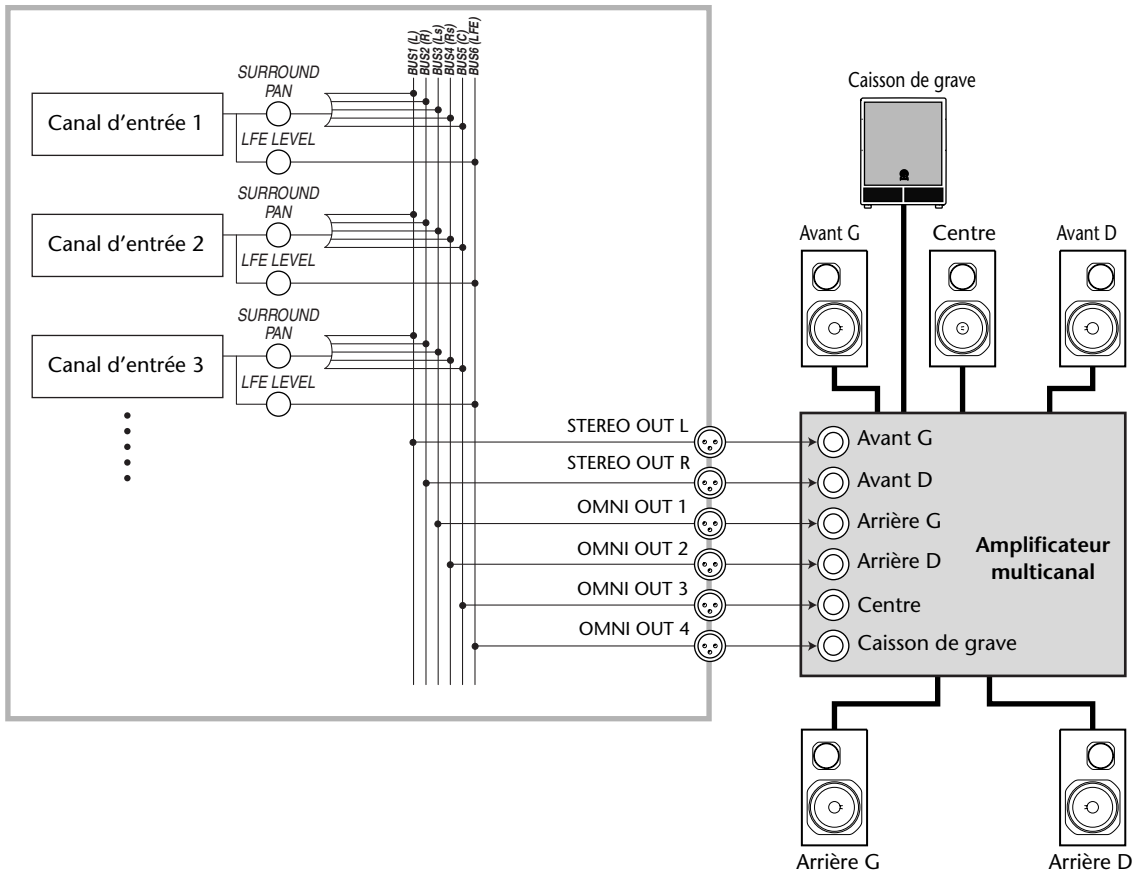 BUS1 (L)
BUS2 (R)
BUS3 (Ls)
BUS4 (Rs)
BUS5 (C)
BUS6 (LFE)
SURROUND
PAN
Canal d'entrée 1
LFE LEVEL
SURROUND
PAN
Canal d'entrée 2
LFE LEVEL
SURROUND
PAN
Canal d'entrée 3
LFE LEVEL
STEREO OUT L
STEREO OUT R
OMNI OUT 1
OMNI OUT 2
OMNI OUT 3
OMNI OUT 4
Caisson de grave
Avant G
Centre
Avant D
Avant G
Avant D
Arrière G
Arrière D
Centre
Caisson de grave
Amplificateur
multicanal
Arrière G
Arrière D